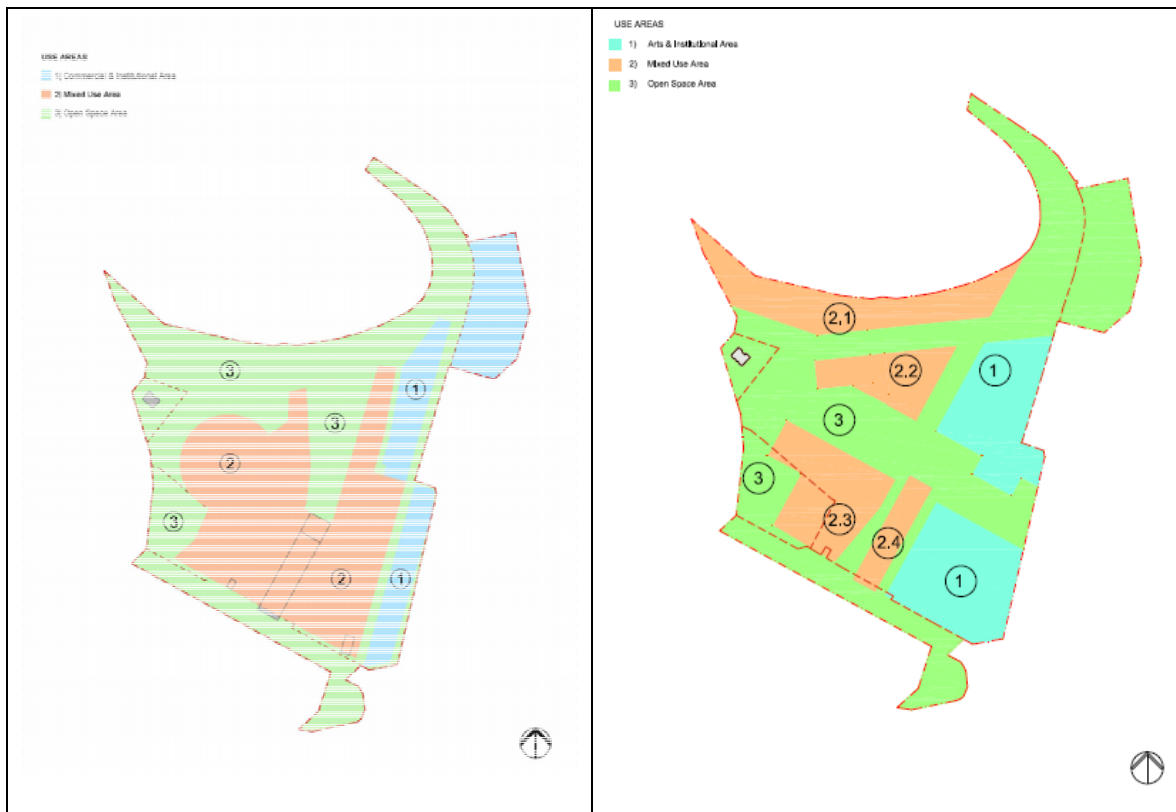 USE AREAS
1) Commercial & Institutional Area
2) Mixed Use Area
3) Open Space Area
3
1
3
2
3
2
1
USE AREAS
1) Arts & Institutional Area
2) Mixed Use Area
3) Open Space Area
2,1
2.2
1
3
3
2.3
2.4
1